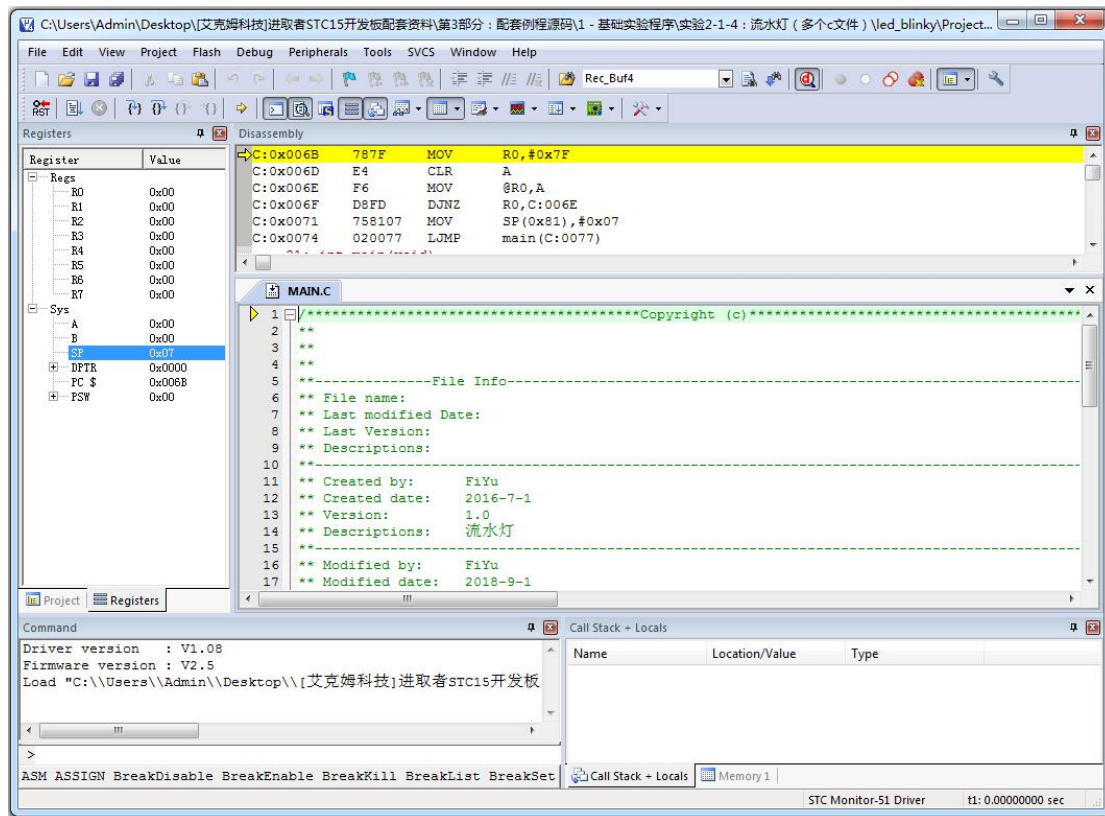 C:\Users\Admin\Desktop\[艾克姆科技]进取者STC15开发板配套资料\第3部分：配套例程源码\1 - 基础实验程序\实验2-1-4：流水灯（多个c文件）\led_blinky\Project...
File Edit View Project Flash Debug Peripherals Tools SVCS Window Help
Rec_Buf4
RST
Registers
Register Value
Regs
R0 0x00
R1 0x00
R2 0x00
R3 0x00
R4 0x00
R5 0x00
R6 0x00
R7 0x00
Sys
A 0x00
B 0x00
SP 0x07
DPTR 0x0000
PC $ 0x006B
PSW 0x00
Project Registers
Disassembly
C:0x006B 787F MOV R0,#0x7F
C:0x006D E4 CLR A
C:0x006E F6 MOV @R0,A
C:0x006F D8FD DJNZ R0,C:006E
C:0x0071 758107 MOV SP(0x81),#0x07
C:0x0074 020077 LJMP main(C:0077)
MAIN.C
1 /*****************************************Copyright (c)*****************************************
2 **
3 **
4 **
5 **--------------File Info-----------------------------------------------------------------------
6 ** File name:
7 ** Last modified Date:
8 ** Last Version:
9 ** Descriptions:
10 **----------------------------------------------------------------------------------------------
11 ** Created by: FiYu
12 ** Created date: 2016-7-1
13 ** Version: 1.0
14 ** Descriptions: 流水灯
15 **----------------------------------------------------------------------------------------------
16 ** Modified by: FiYu
17 ** Modified date: 2018-9-1
Command
Driver version : V1.08
Firmware version : V2.5
Load "C:\\Users\\Admin\\Desktop\\[艾克姆科技]进取者STC15开发板
>
ASM ASSIGN BreakDisable BreakEnable BreakKill BreakList BreakSet
Call Stack + Locals
Name Location/Value Type
Call Stack + Locals Memory 1
STC Monitor-51 Driver t1: 0.00000000 sec